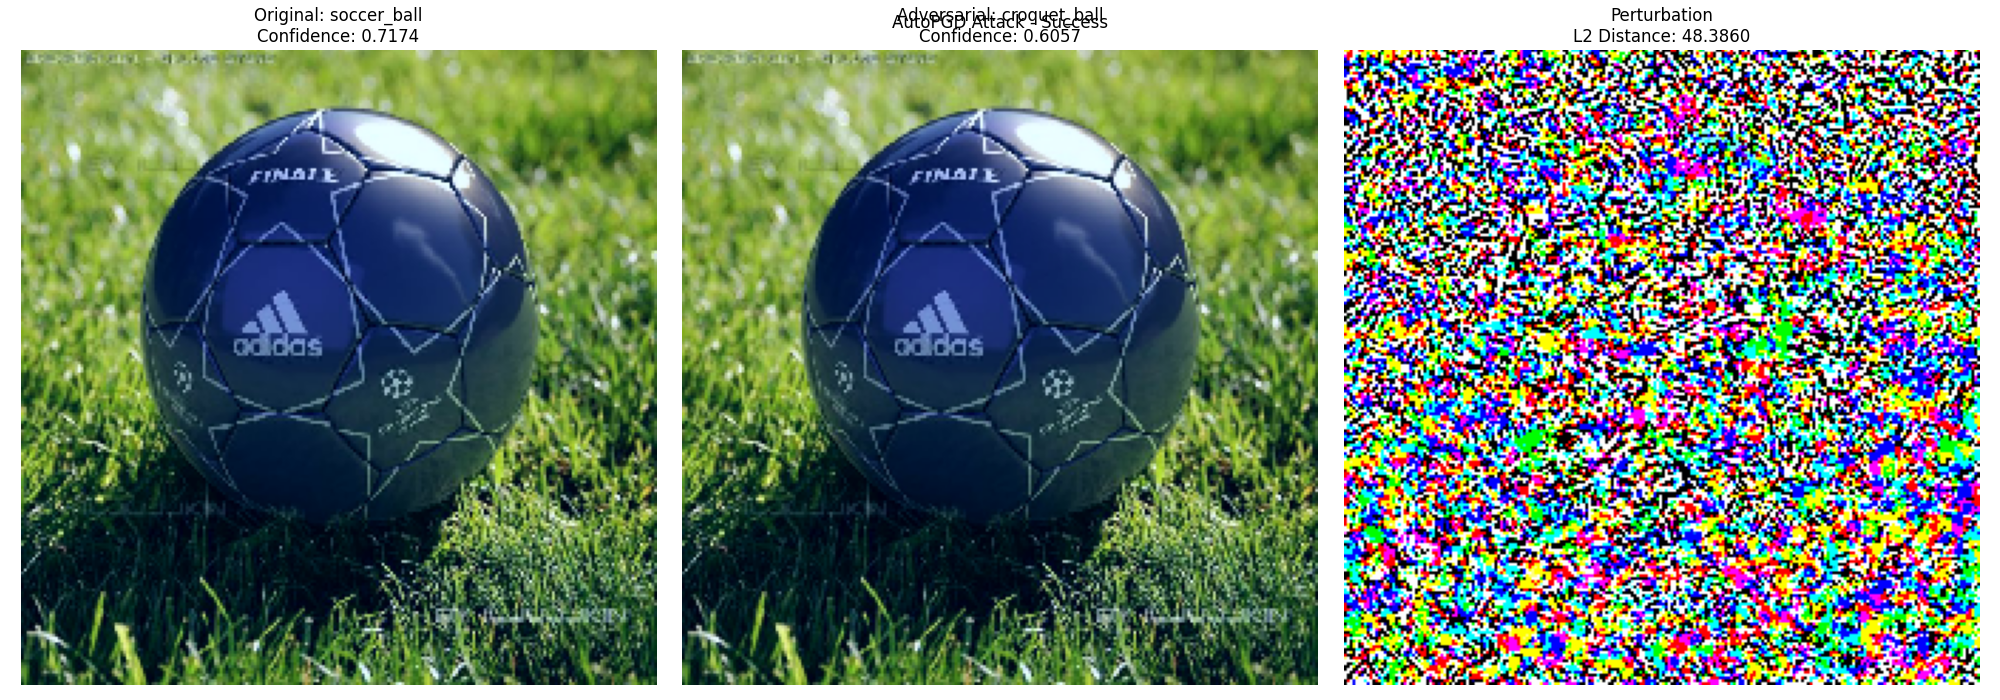 Original: soccer_ball
Confidence: 0.7174
Adversarial: croquet_ball
AutoPGD Attack - Success
Confidence: 0.6057
Perturbation
L2 Distance: 48.3860
FINALE
adidas
FINALE
adidas